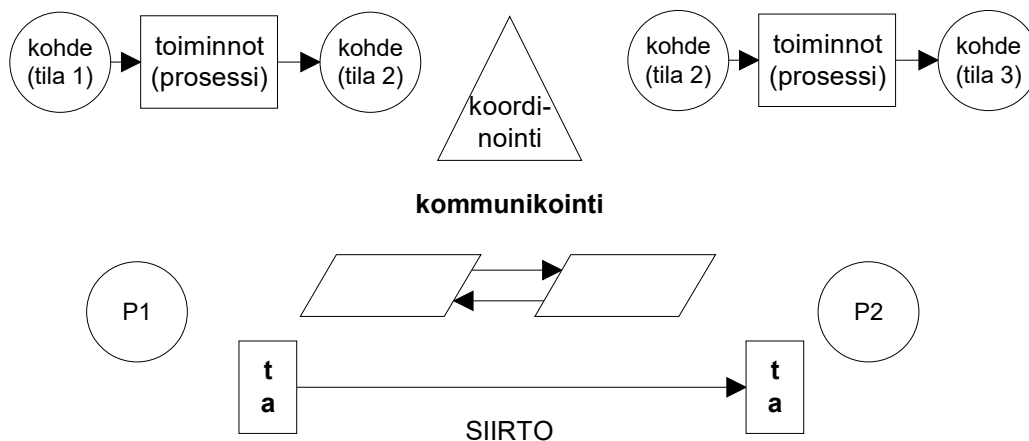 kohde
(tila 1)
toiminnot
(prosessi)
kohde
(tila 2)
koordi-
nointi
kohde
(tila 2)
toiminnot
(prosessi)
kohde
(tila 3)
kommunikointi
P1
P2
t
a
t
a
SIIRTO